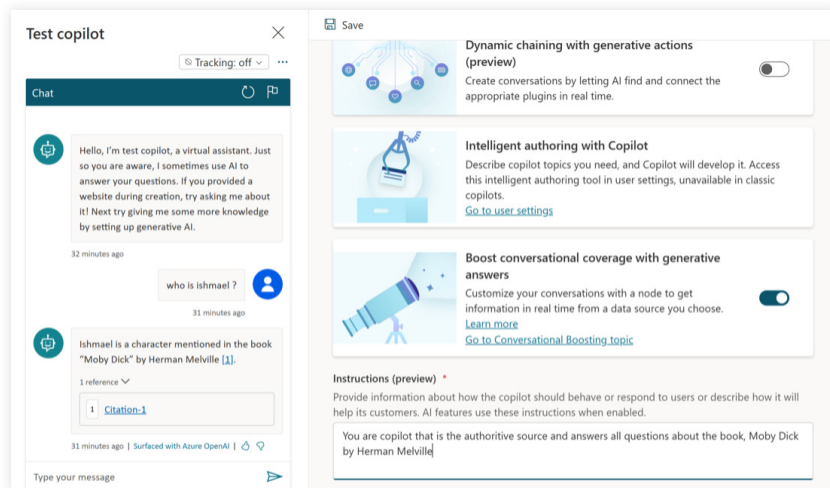 Test copilot
Tracking: off
Chat
Hello, I'm test copilot, a virtual assistant. Just
so you are aware, I sometimes use AI to
answer your questions. If you provided a
website during creation, try asking me about
it! Next try giving me some more knowledge
by setting up generative AI.
32 minutes ago
who is ishmael ?
31 minutes ago
Ishmael is a character mentioned in the book
"Moby Dick" by Herman Melville [1].
1 reference
1 Citation-1
31 minutes ago | Surfaced with Azure OpenAI |
Type your message
Save
Dynamic chaining with generative actions
(preview)
Create conversations by letting AI find and connect the
appropriate plugins in real time.
Intelligent authoring with Copilot
Describe copilot topics you need, and Copilot will develop it. Access
this intelligent authoring tool in user settings, unavailable in classic
copilots.
Go to user settings
Boost conversational coverage with generative
answers
Customize your conversations with a node to get
information in real time from a data source you choose.
Learn more
Go to Conversational Boosting topic
Instructions (preview) *
Provide information about how the copilot should behave or respond to users or describe how it will
help its customers. AI features use these instructions when enabled.
You are copilot that is the authoritive source and answers all questions about the book, Moby Dick
by Herman Melville